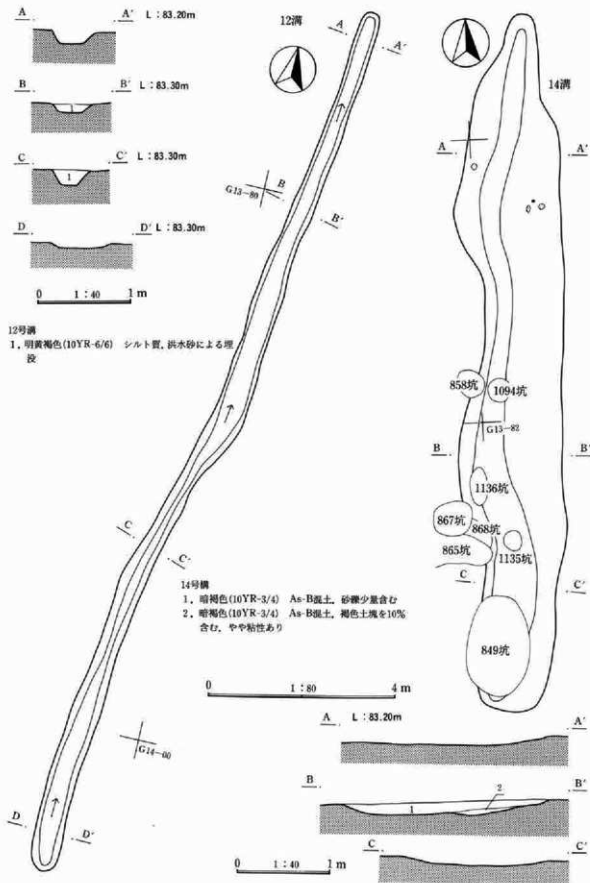 A A' L：83.20m
B B' L：83.30m
C C' L：83.30m
D D' L：83.30m
1
1
0 1：40 1 m
12号溝
1，明黄褐色(10YR-6/6) シルト質，洪水砂による埋
没
12溝
A A'
G13-80
B
B'
C
C'
G14-00
D
D'
14号溝
1，暗褐色(10YR-3/4) As-B混土，砂礫少量含む
2，暗褐色(10YR-3/4) As-B混土，褐色土塊を10%
含む，やや粘性あり
0 1：80 4 m
14溝
A A'
858坑 1094坑
G13-82
B B'
1136坑
867坑 868坑
865坑 1135坑
C C'
849坑
A L：83.20m A'
B B'
1 2
C C'
0 1：40 1 m